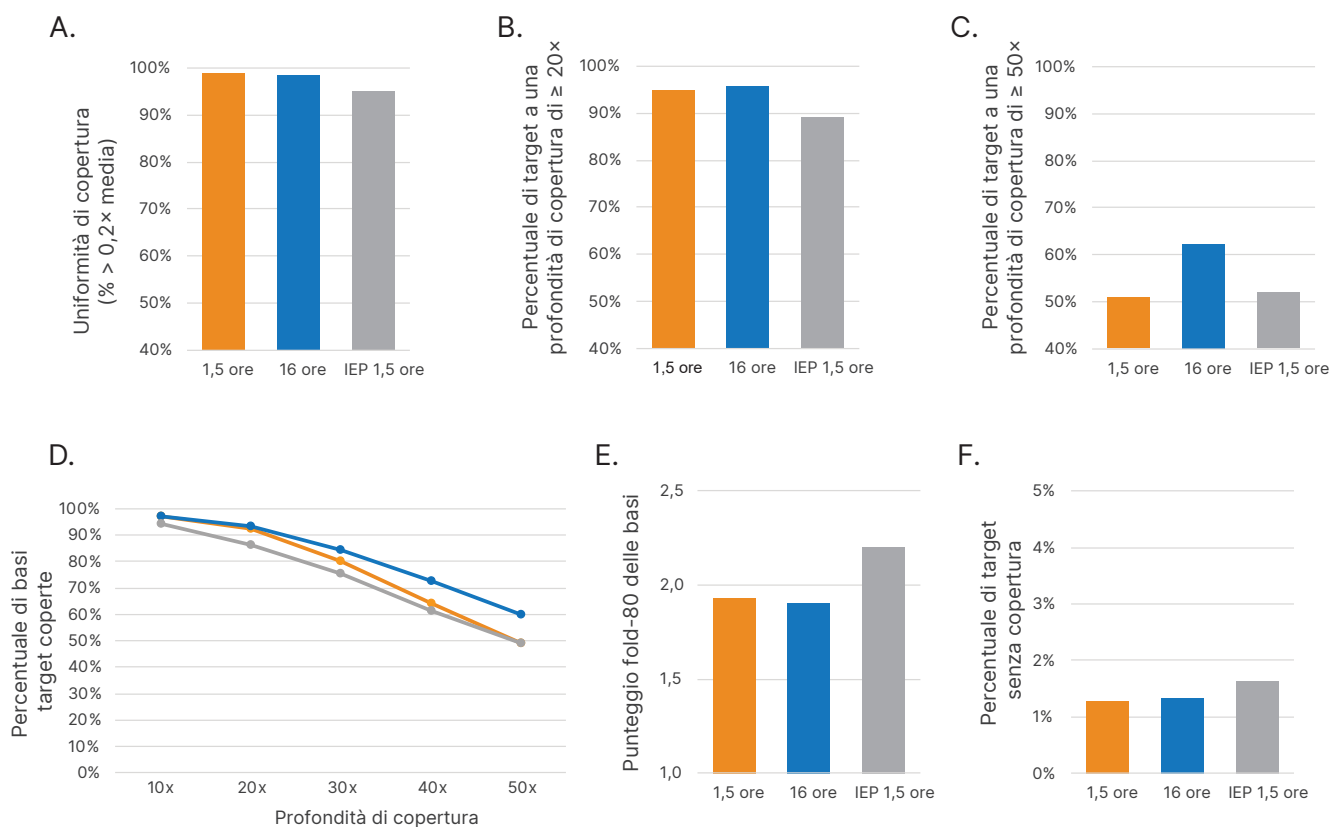 A.
Uniformità di copertura
(% > 0,2× media)
100%
90%
80%
70%
60%
50%
40%
1,5 ore
16 ore
IEP 1,5 ore
B.
Percentuale di target a una
profondità di copertura di ≥ 20×
100%
90%
80%
70%
60%
50%
40%
1,5 ore
16 ore
IEP 1,5 ore
C.
Percentuale di target a una
profondità di copertura di ≥ 50×
100%
90%
80%
70%
60%
50%
40%
1,5 ore
16 ore
IEP 1,5 ore
D.
Percentuale di basi
target coperte
100%
90%
80%
70%
60%
50%
40%
30%
20%
10%
0%
10x
20x
30x
40x
50x
Profondità di copertura
E.
Punteggio fold-80 delle basi
2,5
2,0
1,5
1,0
1,5 ore
16 ore
IEP 1,5 ore
F.
Percentuale di target
senza copertura
5%
4%
3%
2%
1%
0%
1,5 ore
16 ore
IEP 1,5 ore